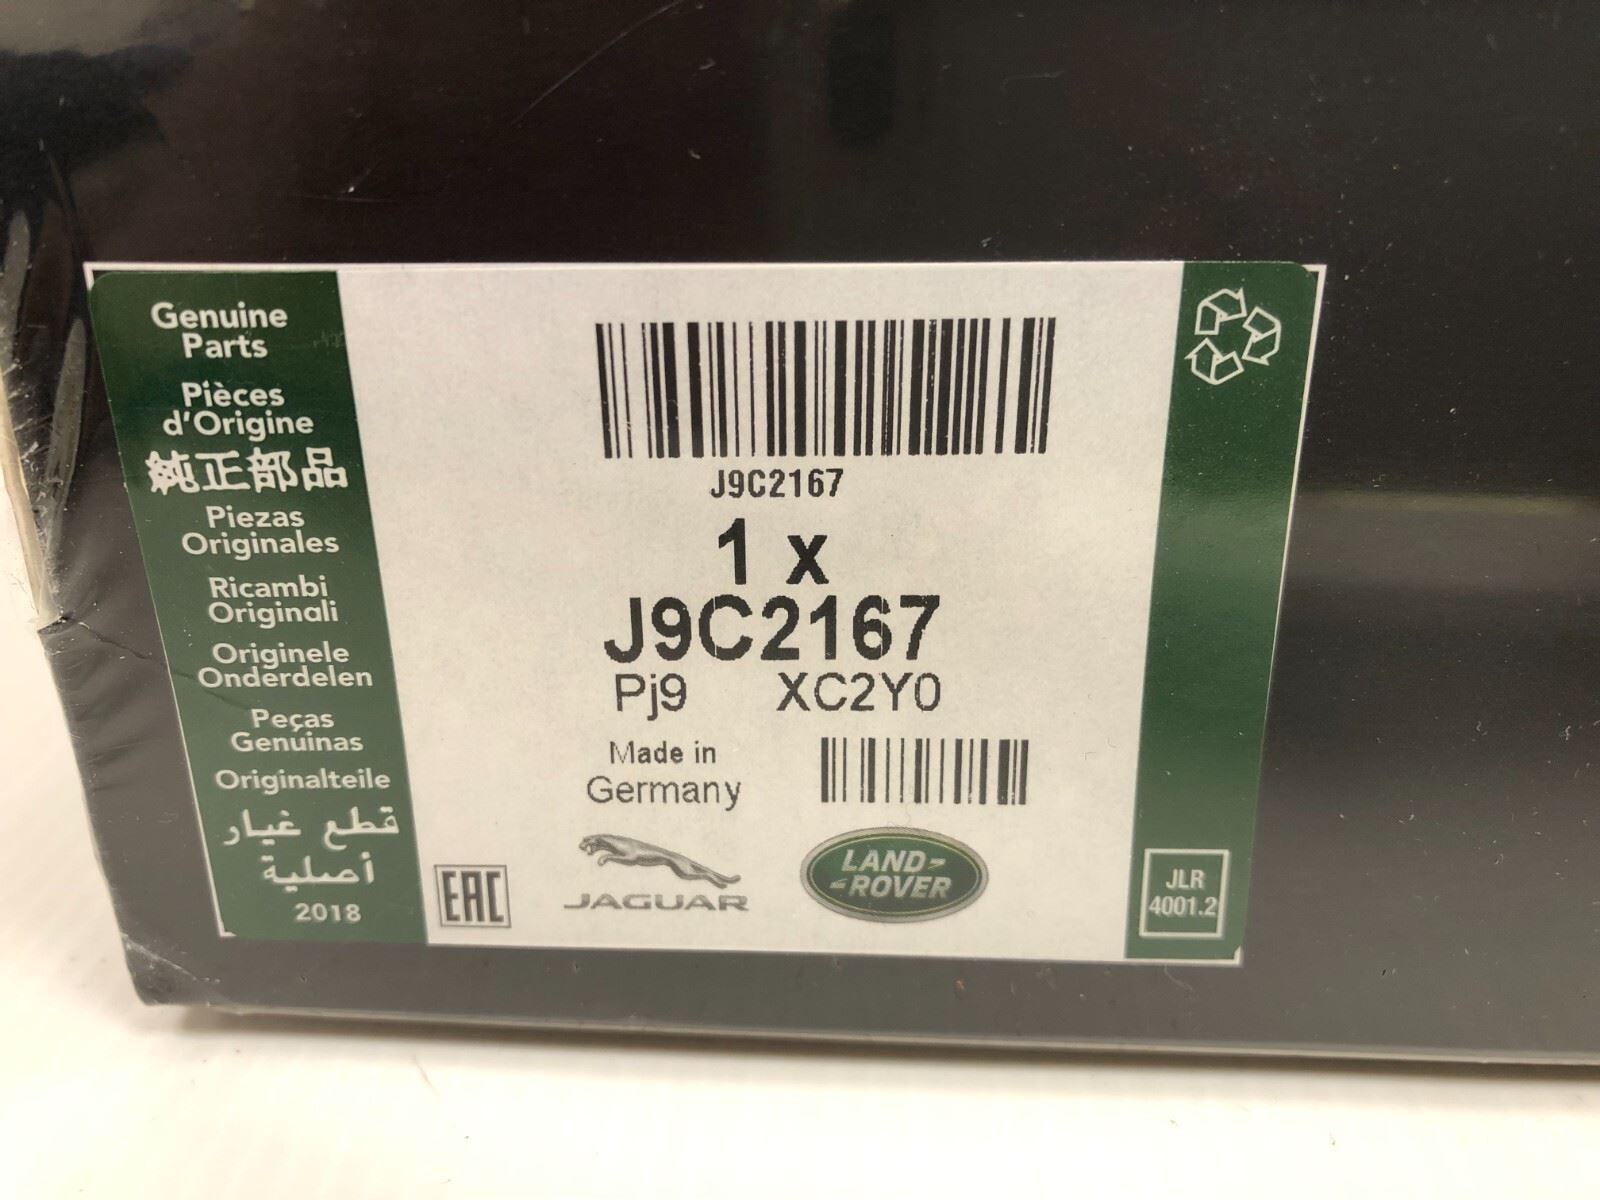 Genuine
Parts
Pièces
d'Origine
純正部品
Piezas
Originales
Ricambi
Originali
Originele
Onderdelen
Peças
Genuinas
Originalteile
قطع غيار
أصلية
2018
J9C2167
1 x
J9C2167
Pj9 XC2Y0
Made in
Germany
EAC
JAGUAR
LAND-
-ROVER
JLR
4001.2